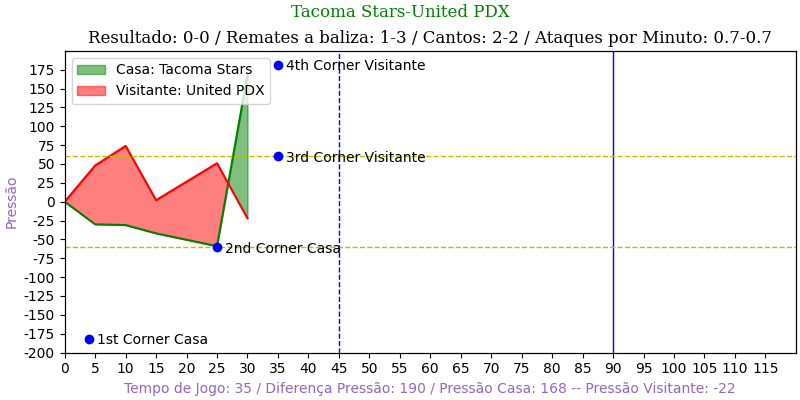 Tacoma Stars-United PDX
Resultado: 0-0 / Remates a baliza: 1-3 / Cantos: 2-2 / Ataques por Minuto: 0.7-0.7
Casa: Tacoma Stars
Visitante: United PDX
4th Corner Visitante
3rd Corner Visitante
2nd Corner Casa
1st Corner Casa
Pressão
175
150
125
100
75
50
25
0
-25
-50
-75
-100
-125
-150
-175
-200
0 5 10 15 20 25 30 35 40 45 50 55 60 65 70 75 80 85 90 95 100 105 110 115
Tempo de Jogo: 35 / Diferença Pressão: 190 / Pressão Casa: 168 -- Pressão Visitante: -22